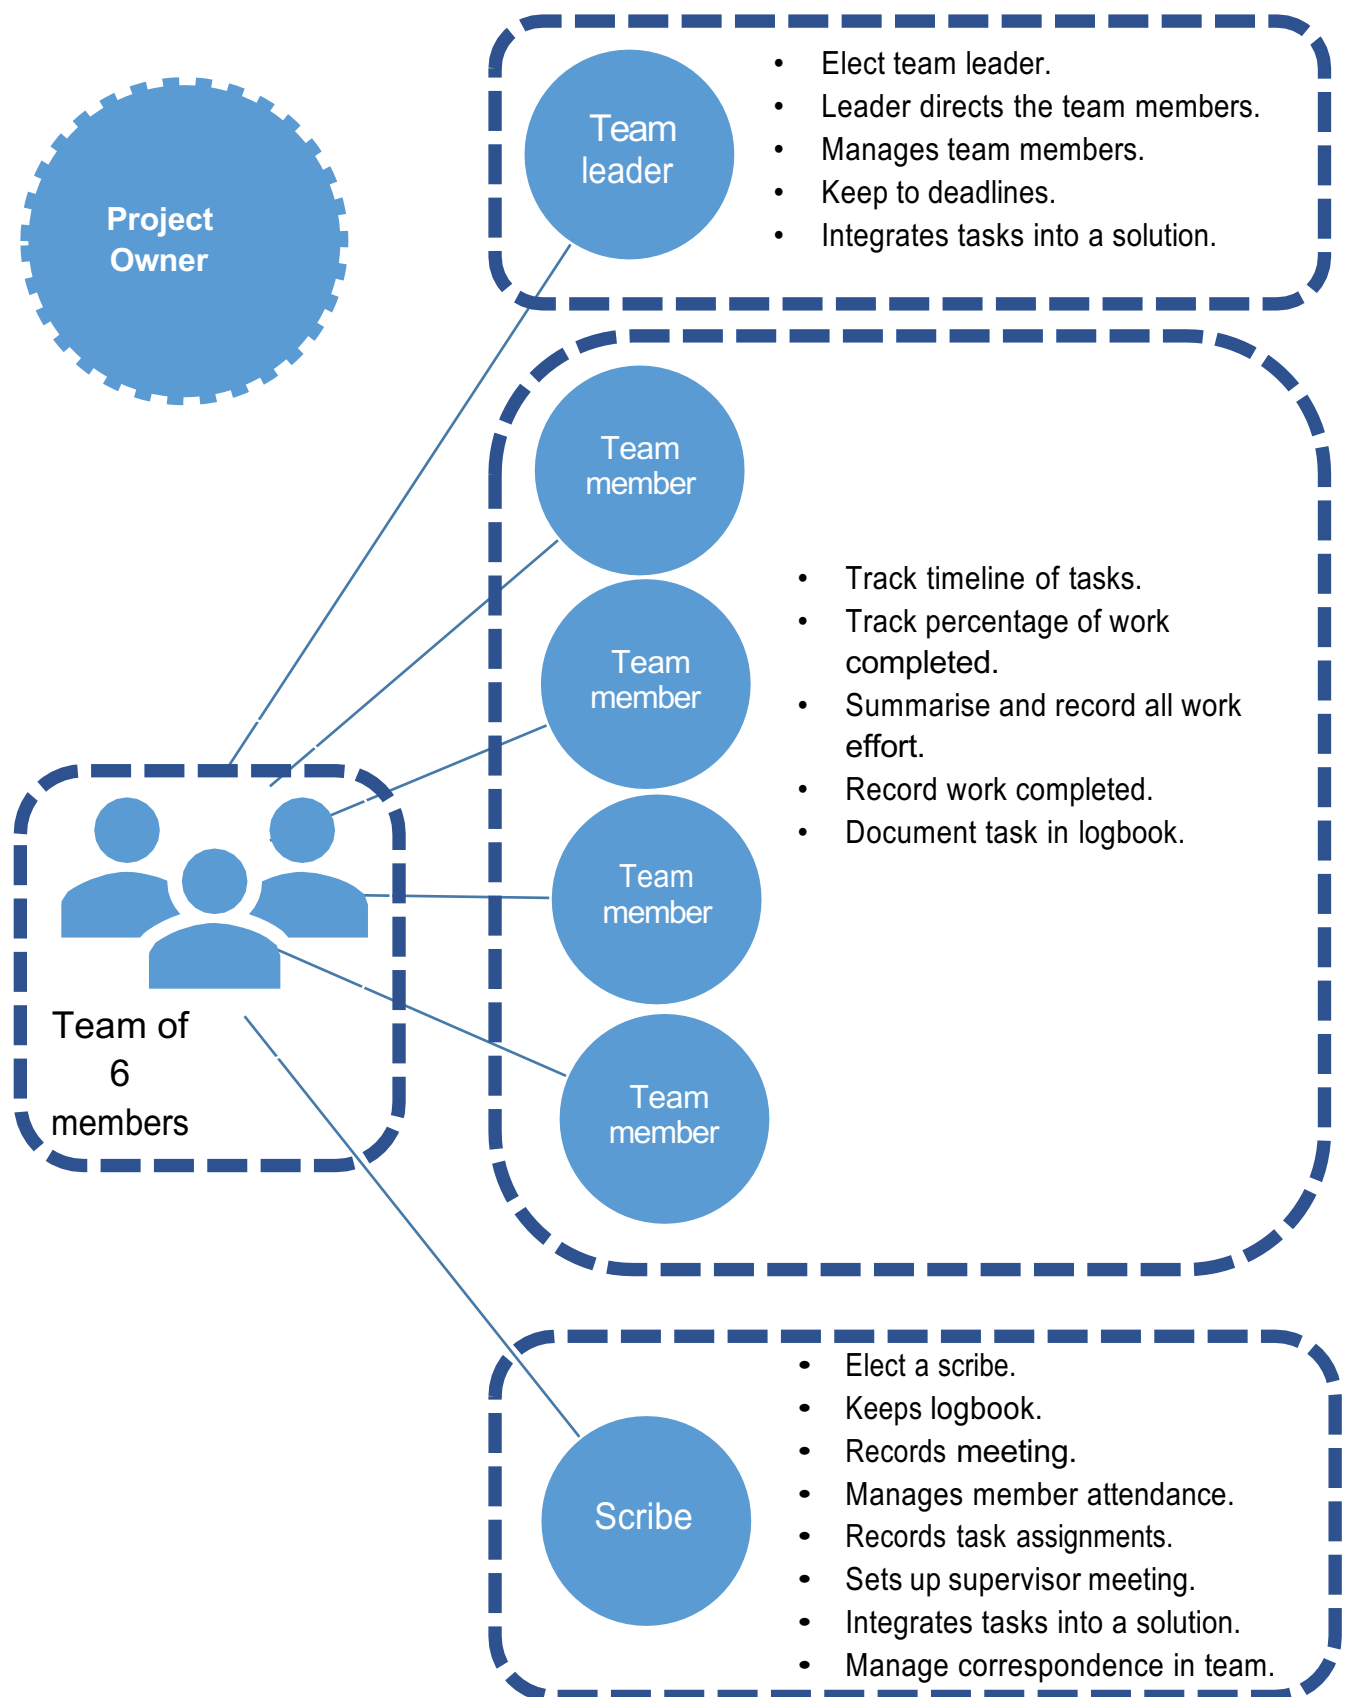 Project
Owner
Team
leader
• Elect team leader.
• Leader directs the team members.
• Manages team members.
• Keep to deadlines.
• Integrates tasks into a solution.
Team
member
Team
member
Team
member
Team
member
• Track timeline of tasks.
• Track percentage of work
completed.
• Summarise and record all work
effort.
• Record work completed.
• Document task in logbook.
Team of
6
members
Scribe
• Elect a scribe.
• Keeps logbook.
• Records meeting.
• Manages member attendance.
• Records task assignments.
• Sets up supervisor meeting.
• Integrates tasks into a solution.
• Manage correspondence in team.